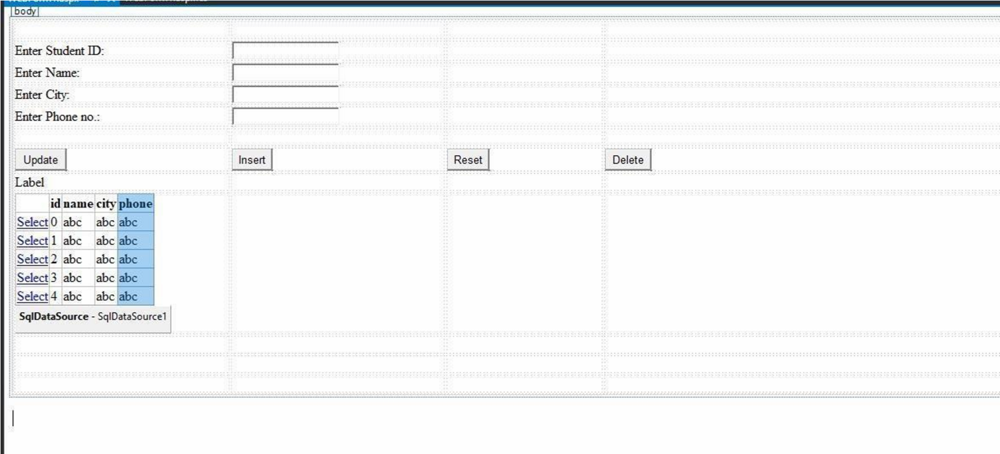 body
Enter Student ID:
Enter Name:
Enter City:
Enter Phone no.:
Update Insert Reset Delete
Label
id name city phone
Select 0 abc abc abc
Select 1 abc abc abc
Select 2 abc abc abc
Select 3 abc abc abc
Select 4 abc abc abc
SqlDataSource - SqlDataSource1